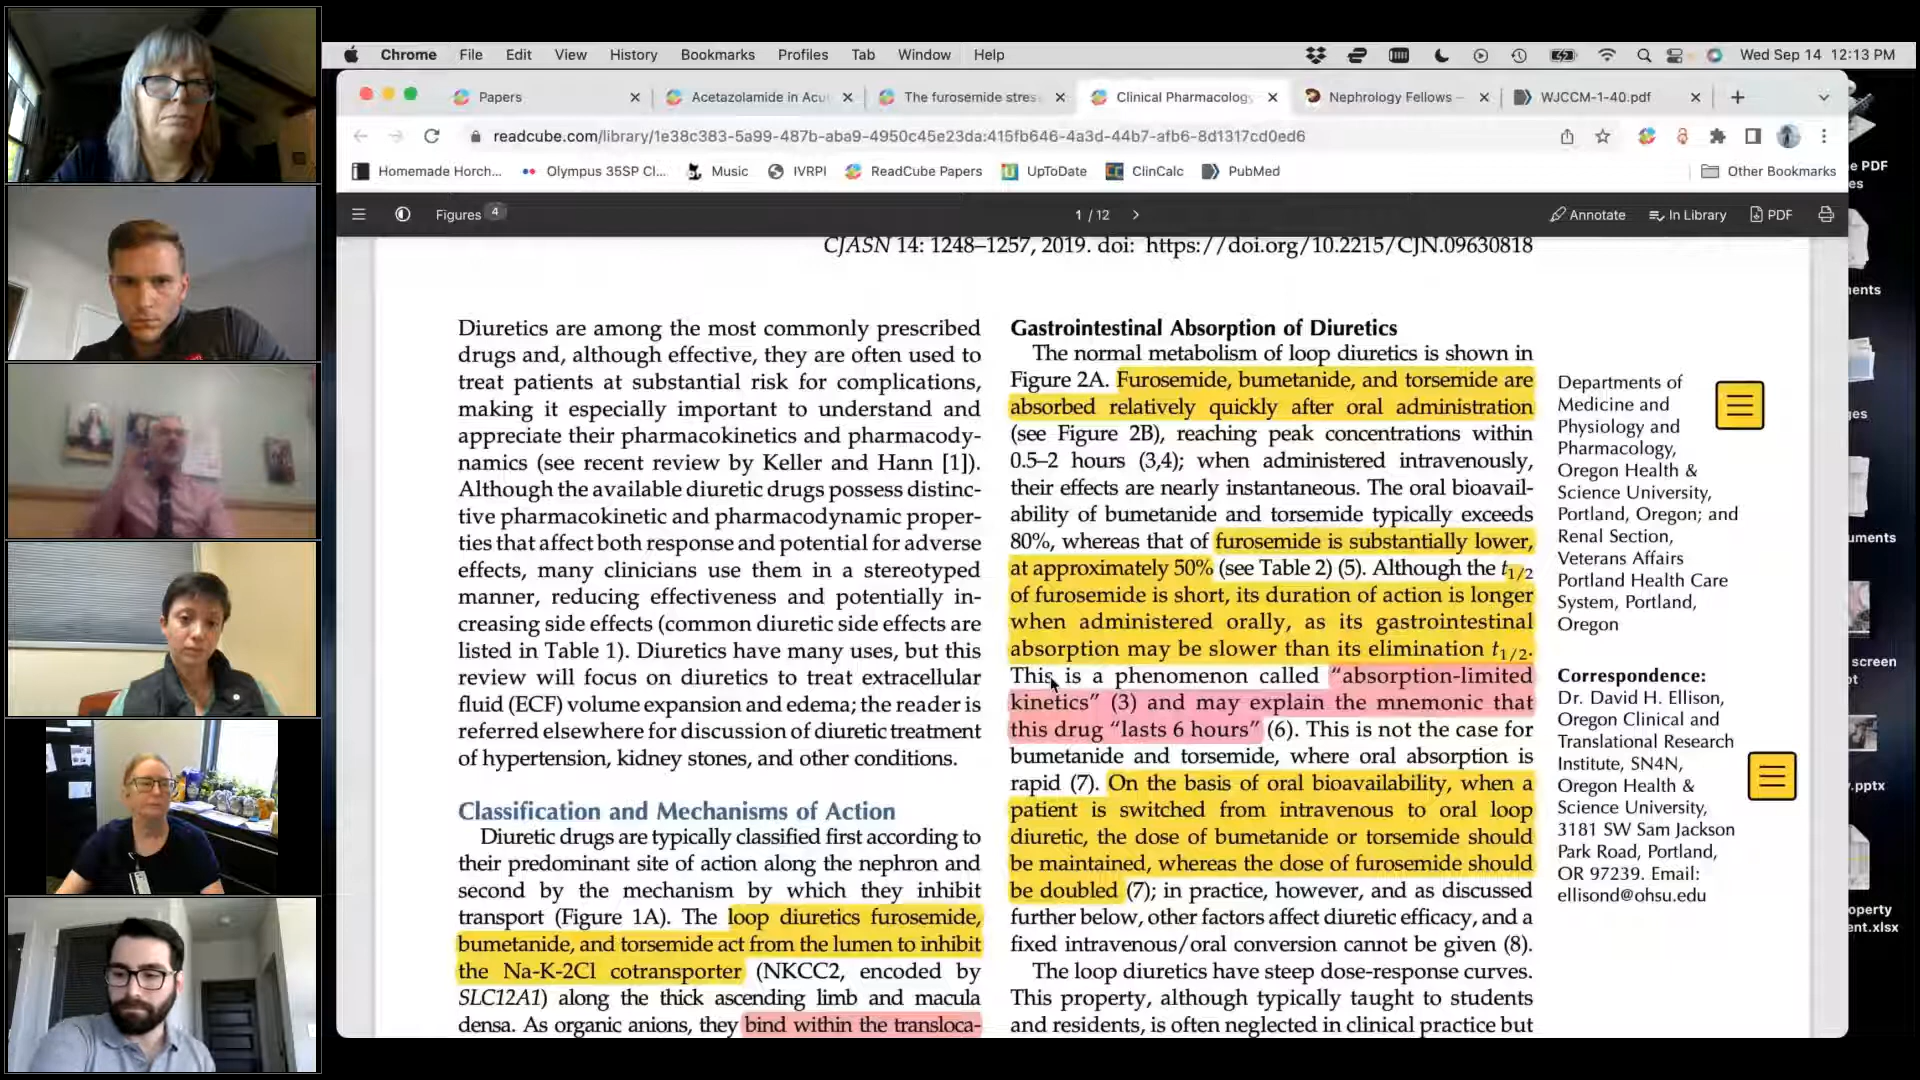 Chrome File Edit View History Bookmarks Profiles Tab Window Help Wed Sep 14 12:13 PM
Papers Acetazolamide in Acu The furosemide stres Clinical Pharmacolog Nephrology Fellows – WJCCM-1-40.pdf
readcube.com/library/1e38c383-5a99-487b-aba9-4950c45e23da:415fb646-4a3d-44b7-afb6-8d1317cd0ed6
Homemade Horch... Olympus 35SP Cl... Music IVRPI ReadCube Papers UpToDate ClinCalc PubMed Other Bookmarks
Figures 4 1 / 12 Annotate In Library PDF
CJASN 14: 1248–1257, 2019. doi: https://doi.org/10.2215/CJN.09630818
Diuretics are among the most commonly prescribed
drugs and, although effective, they are often used to
treat patients at substantial risk for complications,
making it especially important to understand and
appreciate their pharmacokinetics and pharmacody-
namics (see recent review by Keller and Hann [1]).
Although the available diuretic drugs possess distinc-
tive pharmacokinetic and pharmacodynamic proper-
ties that affect both response and potential for adverse
effects, many clinicians use them in a stereotyped
manner, reducing effectiveness and potentially in-
creasing side effects (common diuretic side effects are
listed in Table 1). Diuretics have many uses, but this
review will focus on diuretics to treat extracellular
fluid (ECF) volume expansion and edema; the reader is
referred elsewhere for discussion of diuretic treatment
of hypertension, kidney stones, and other conditions.
Classification and Mechanisms of Action
Diuretic drugs are typically classified first according to
their predominant site of action along the nephron and
second by the mechanism by which they inhibit
transport (Figure 1A). The loop diuretics furosemide,
bumetanide, and torsemide act from the lumen to inhibit
the Na-K-2Cl cotransporter (NKCC2, encoded by
SLC12A1) along the thick ascending limb and macula
densa. As organic anions, they bind within the transloca-
Gastrointestinal Absorption of Diuretics
The normal metabolism of loop diuretics is shown in
Figure 2A. Furosemide, bumetanide, and torsemide are
absorbed relatively quickly after oral administration
(see Figure 2B), reaching peak concentrations within
0.5–2 hours (3,4); when administered intravenously,
their effects are nearly instantaneous. The oral bioavail-
ability of bumetanide and torsemide typically exceeds
80%, whereas that of furosemide is substantially lower,
at approximately 50% (see Table 2) (5). Although the t1/2
of furosemide is short, its duration of action is longer
when administered orally, as its gastrointestinal
absorption may be slower than its elimination t1/2.
This is a phenomenon called “absorption-limited
kinetics” (3) and may explain the mnemonic that
this drug “lasts 6 hours” (6). This is not the case for
bumetanide and torsemide, where oral absorption is
rapid (7). On the basis of oral bioavailability, when a
patient is switched from intravenous to oral loop
diuretic, the dose of bumetanide or torsemide should
be maintained, whereas the dose of furosemide should
be doubled (7); in practice, however, and as discussed
further below, other factors affect diuretic efficacy, and a
fixed intravenous/oral conversion cannot be given (8).
The loop diuretics have steep dose-response curves.
This property, although typically taught to students
and residents, is often neglected in clinical practice but
Departments of
Medicine and
Physiology and
Pharmacology,
Oregon Health &
Science University,
Portland, Oregon; and
Renal Section,
Veterans Affairs
Portland Health Care
System, Portland,
Oregon
Correspondence:
Dr. David H. Ellison,
Oregon Clinical and
Translational Research
Institute, SN4N,
Oregon Health &
Science University,
3181 SW Sam Jackson
Park Road, Portland,
OR 97239. Email:
ellisond@ohsu.edu
e PDF
es
ents
ges
uments
screen
y.pptx
operty
ent.xlsx